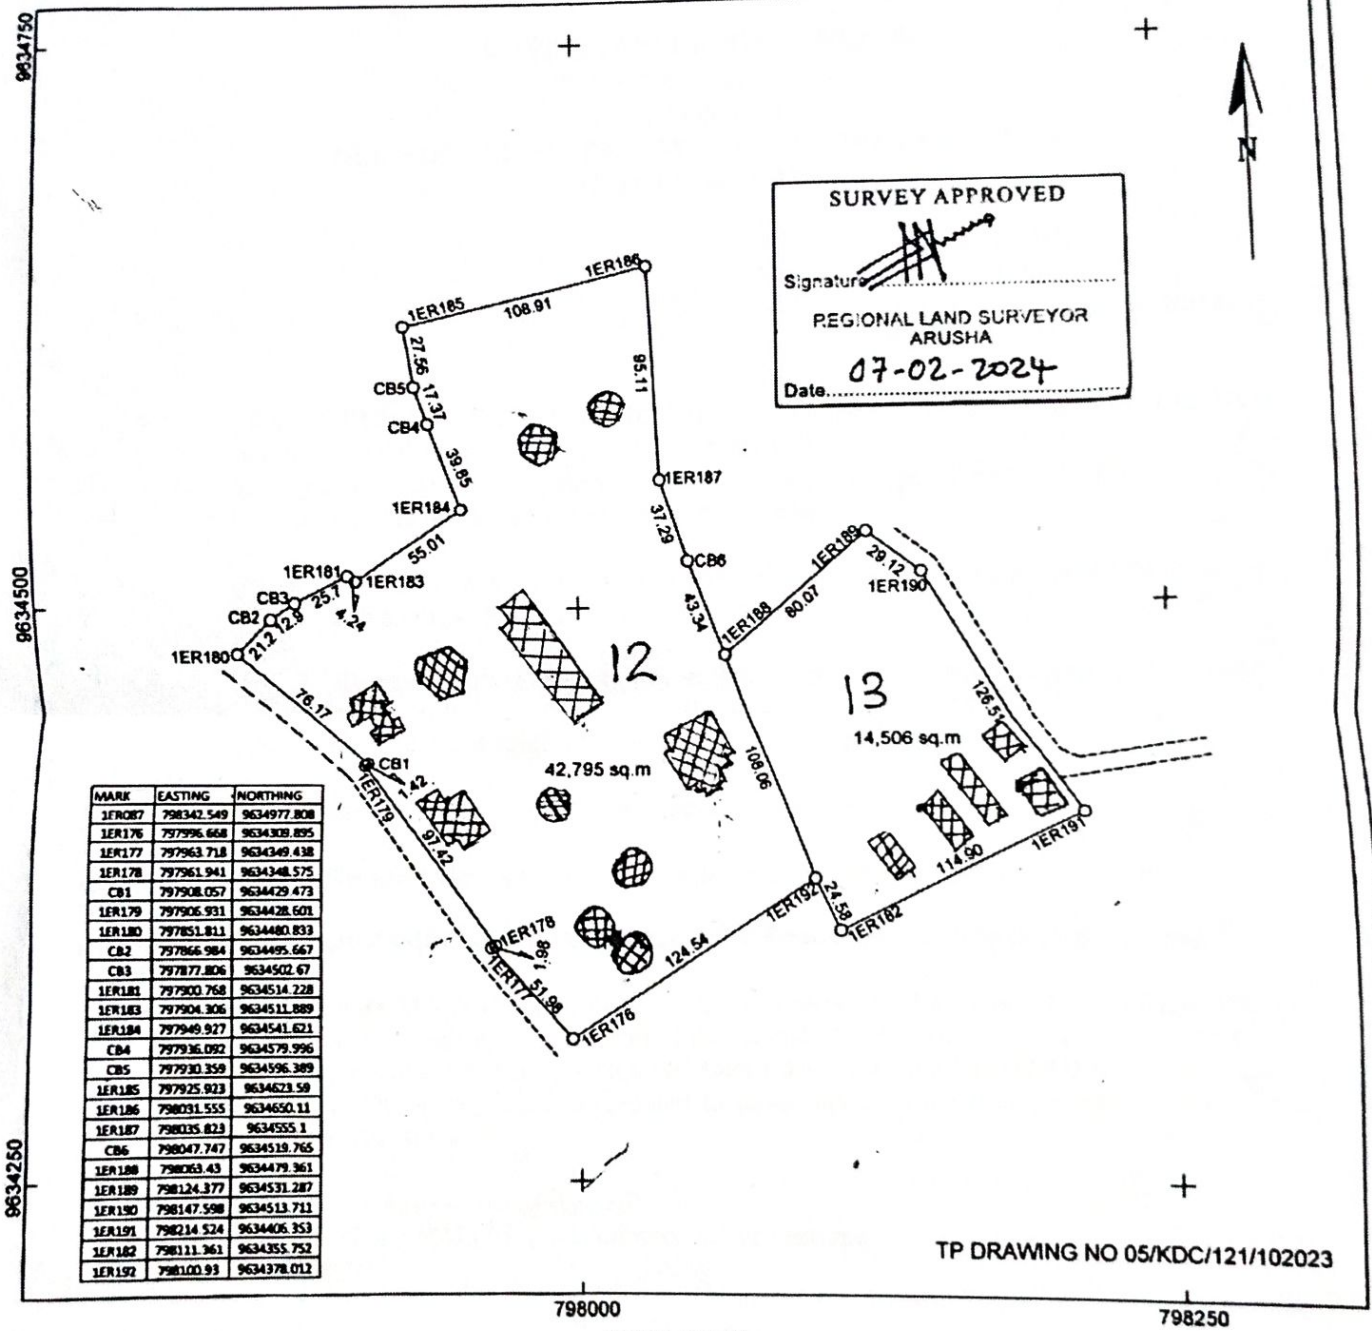 9634750
N
SURVEY APPROVED
Signature
REGIONAL LAND SURVEYOR
ARUSHA
Date 07-02-2024
1ER186
1ER185
108.91
27.56
CB5
17.37
CB4
95.11
39.85
1ER184
1ER187
37.29
55.01
1ER181
1ER183
CB6
1ER189
29.12
1ER190
9634500
CB3
25.7
4.24
CB2
12.9
21.2
1ER180
43.34
1ER188
80.07
12
13
76.17
126.51
14,506 sq.m
42,795 sq.m
108.06
CB1
1.42
1ER179
97.42
1ER191
114.90
1ER192
24.58
1ER182
1ER178
1.98
1ER177
51.98
124.54
1ER176
MARK EASTING NORTHING
1ER087 798342.549 9634977.808
1ER176 797996.668 9634309.895
1ER177 797963.718 9634349.438
1ER178 797961.941 9634348.575
CB1 797908.057 9634429.473
1ER179 797906.931 9634428.601
1ER180 797851.811 9634480.833
CB2 797866.984 9634495.667
CB3 797877.806 9634502.67
1ER181 797900.768 9634514.228
1ER183 797904.306 9634511.889
1ER184 797949.927 9634541.621
CB4 797936.092 9634579.996
CB5 797930.359 9634596.389
1ER185 797925.923 9634623.59
1ER186 798031.555 9634650.11
1ER187 798035.823 9634555.1
CB6 798047.747 9634519.765
1ER188 798063.43 9634479.361
1ER189 798124.377 9634531.287
1ER190 798147.598 9634513.711
1ER191 798214.524 9634406.353
1ER182 798111.361 9634355.752
1ER192 798100.93 9634378.012
9634250
TP DRAWING NO 05/KDC/121/102023
798000
798250